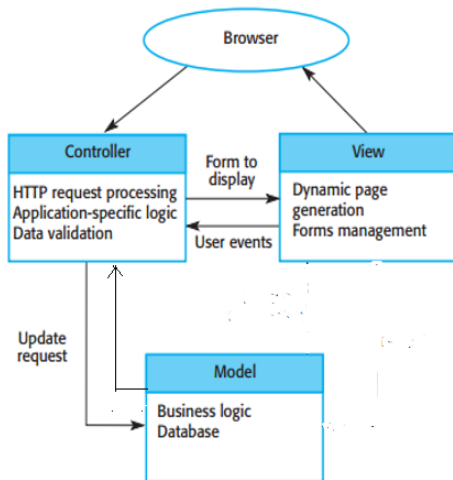 Browser
Controller
HTTP request processing
Application-specific logic
Data validation
Form to
display
User events
View
Dynamic page
generation
Forms management
Update
request
Model
Business logic
Database